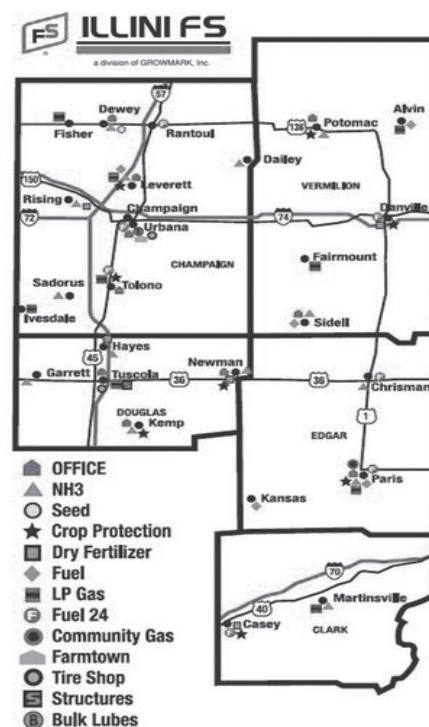 FS ILLINI FS
a division of GROWMARK, Inc.
57
Dewey
Fisher
Rantoul
136
Potomac
Alvin
150
Dailey
Leverett
VERMILION
Rising
Champaign
Danville
72
74
Urbana
CHAMPAIGN
Fairmount
Sadorus
Tolono
Ivesdale
Sidell
Hayes
45
Newman
Garrett
Tuscola
36
36
Chrisman
DOUGLAS
Kemp
1
EDGAR
Paris
Kansas
OFFICE
NH3
Seed
Crop Protection
Dry Fertilizer
Fuel
LP Gas
F Fuel 24
Community Gas
Farmtown
Tire Shop
S Structures
B Bulk Lubes
70
40
Martinsville
Casey
CLARK